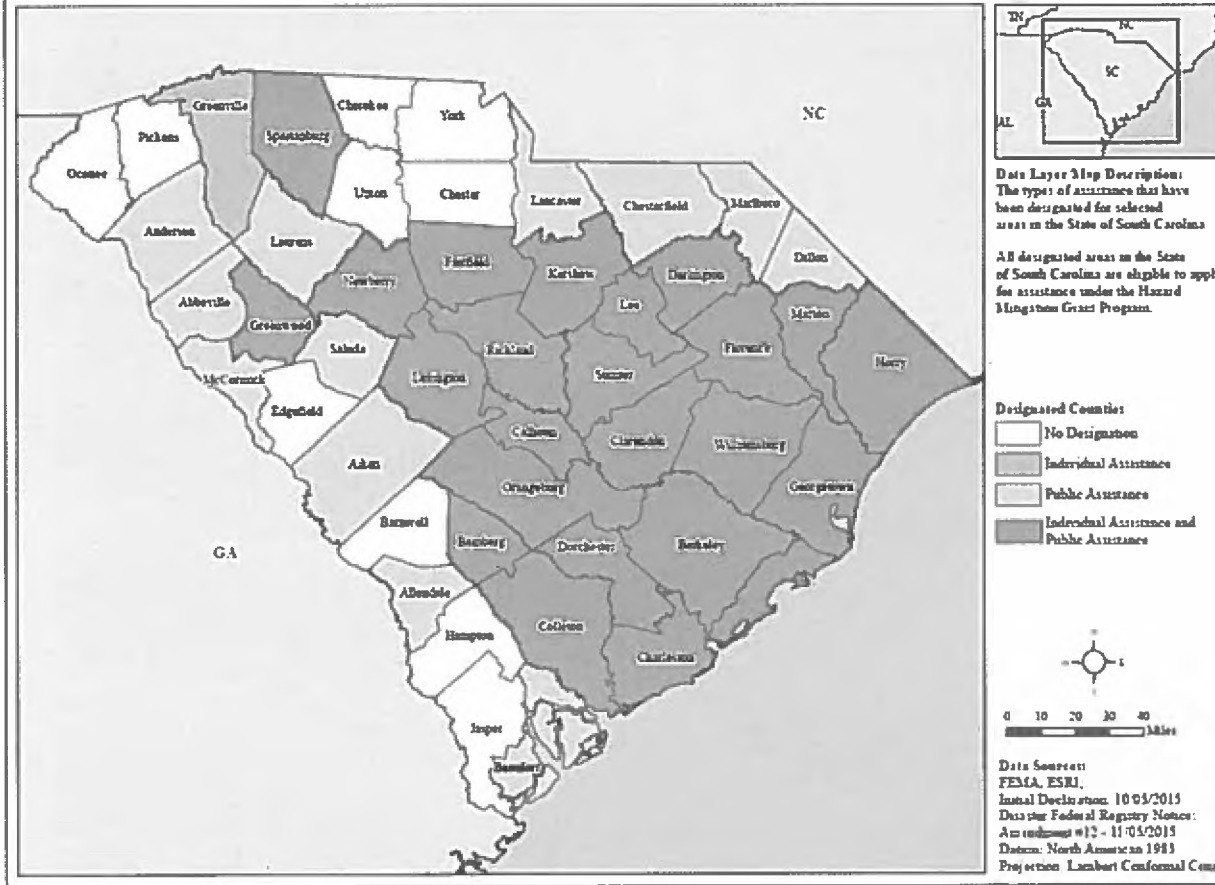 TN
NC
SC
GA
AL
Data Layer Map Description:
The types of assistance that have
been designated for selected
areas in the State of South Carolina
All designated areas in the State
of South Carolina are eligible to appl
for assistance under the Hazard
Mitigation Grant Program.
Designated Counties
No Designation
Individual Assistance
Public Assistance
Individual Assistance and
Public Assistance
0 10 20 30 40
Miles
Data Sources:
FEMA, ESRI,
Initial Declaration: 10/05/2015
Disaster Federal Registry Notice:
Amendment #12 - 11/05/2015
Datum: North American 1983
Projection: Lambert Conformal
NC
GA
Oconee
Pickens
Greenville
Spartanburg
Cherokee
York
Union
Chester
Lancaster
Chesterfield
Marlboro
Dillon
Anderson
Laurens
Abbeville
Greenwood
Newberry
Fairfield
Kershaw
Darlington
Lee
Marion
Horry
McCormick
Saluda
Edgefield
Lexington
Richland
Sumter
Florence
Aiken
Calhoun
Clarendon
Williamsburg
Georgetown
Orangeburg
Barnwell
Bamberg
Dorchester
Berkeley
Allendale
Hampton
Colleton
Charleston
Jasper
Beaufort